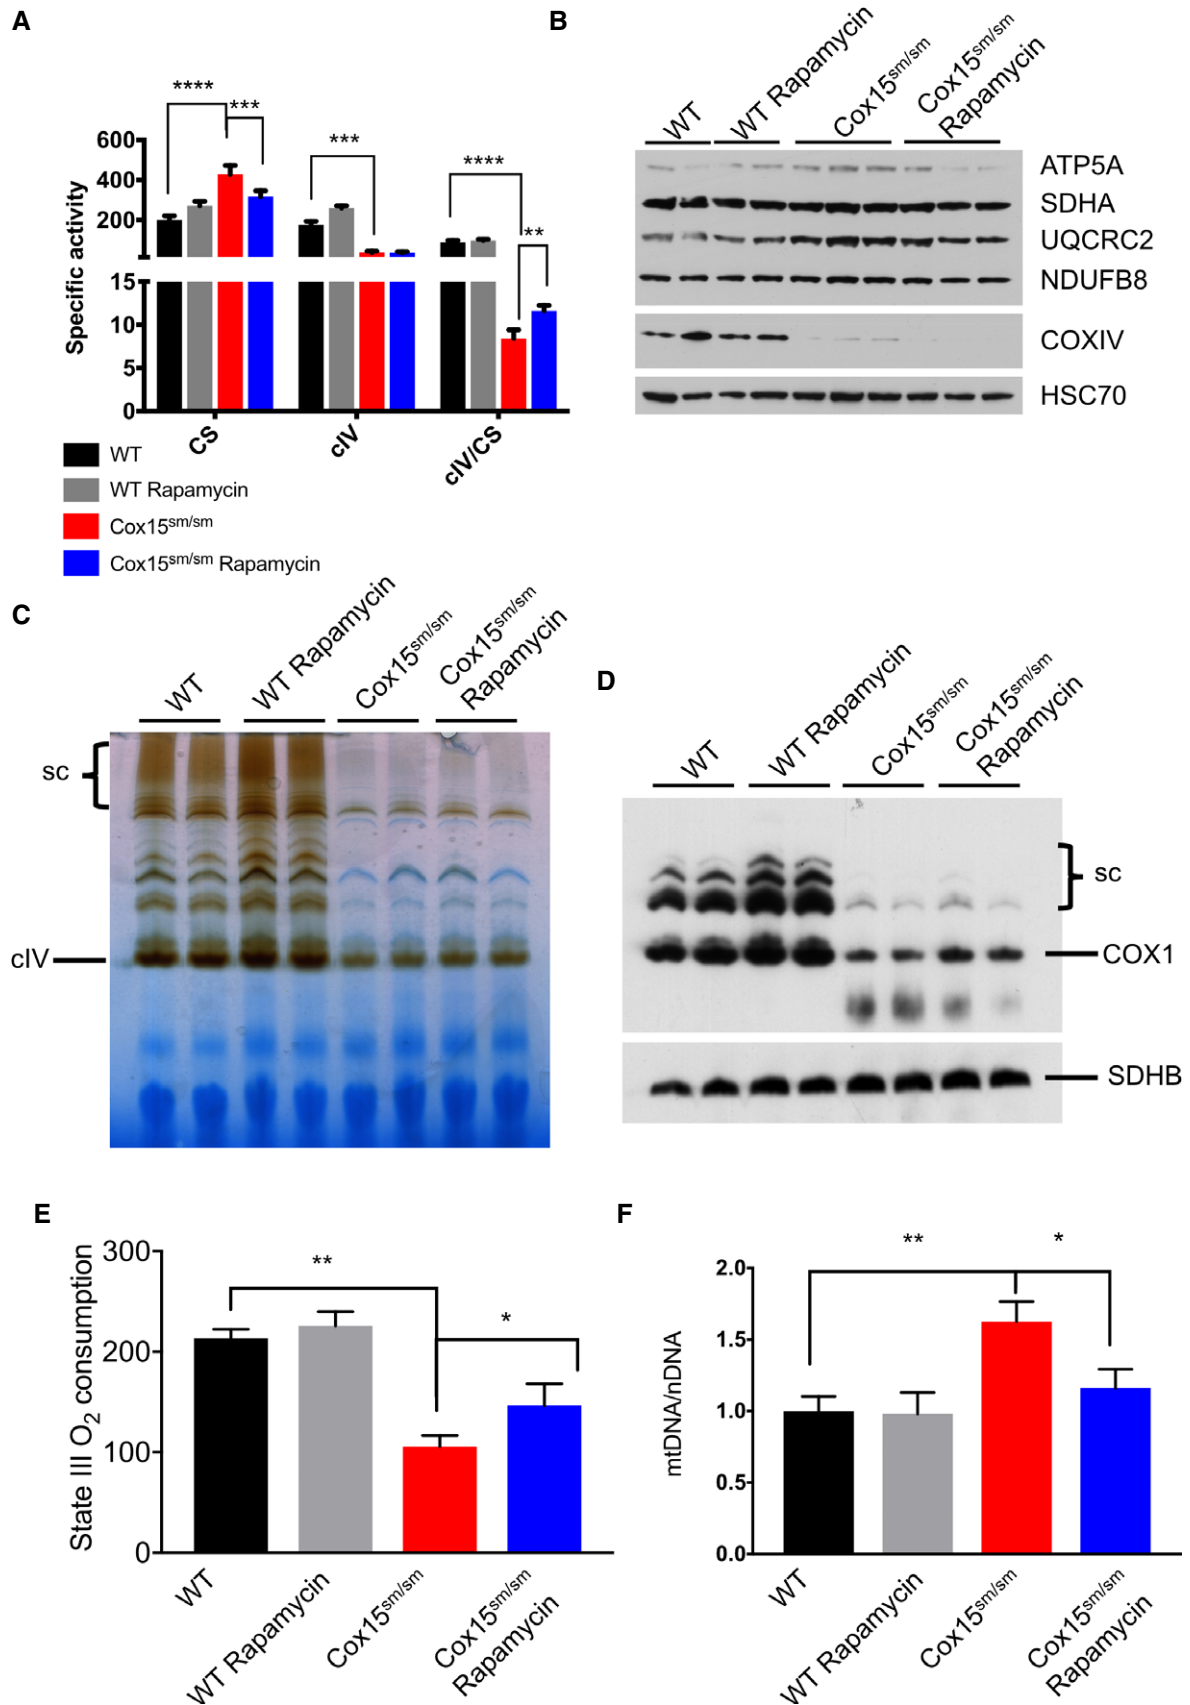 A
****
***
***
****
**
600
400
200
15
10
5
0
Specific activity
CS
cIV
cIV/CS
WT
WT Rapamycin
Cox15sm/sm
Cox15sm/sm Rapamycin
B
WT
WT Rapamycin
Cox15sm/sm
Cox15sm/sm
Rapamycin
ATP5A
SDHA
UQCRC2
NDUFB8
COXIV
HSC70
C
WT
WT Rapamycin
Cox15sm/sm
Cox15sm/sm
Rapamycin
sc
cIV
D
WT
WT Rapamycin
Cox15sm/sm
Cox15sm/sm
Rapamycin
sc
COX1
SDHB
E
State III O2 consumption
300
200
100
0
**
*
WT
WT Rapamycin
Cox15sm/sm
Cox15sm/sm
Rapamycin
F
mtDNA/nDNA
2.0
1.5
1.0
0.5
0.0
**
*
WT
WT Rapamycin
Cox15sm/sm
Cox15sm/sm
Rapamycin